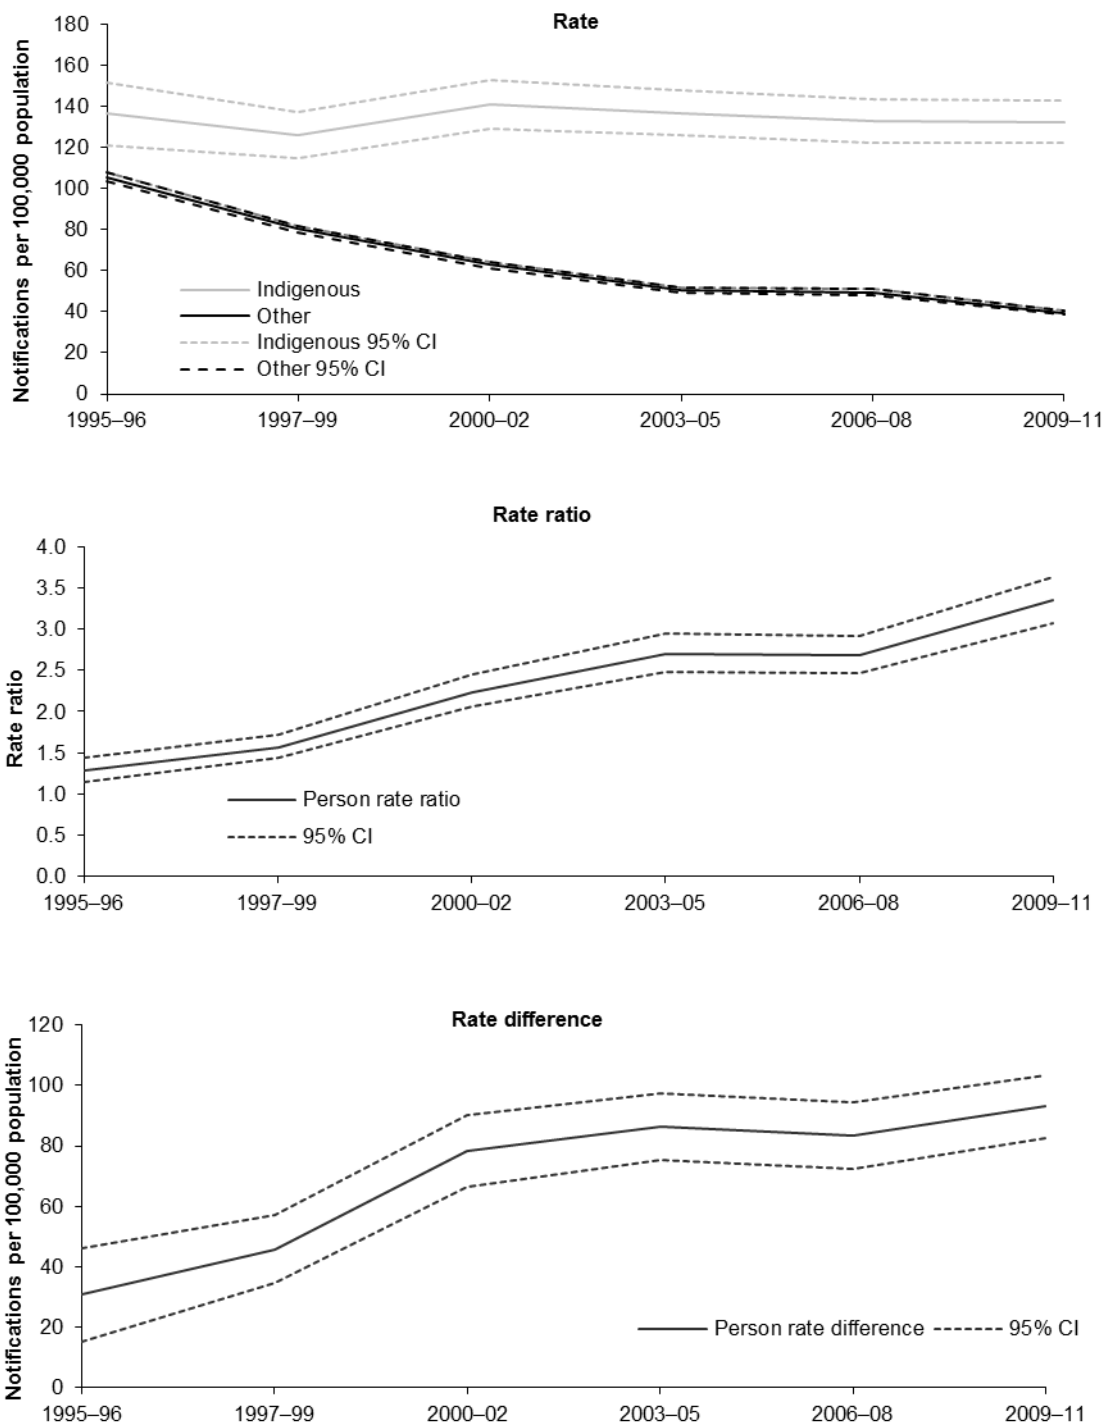 Rate
Notifications per 100,000 population
180
160
140
120
100
80
60
40
20
0
Indigenous
Other
Indigenous 95% CI
Other 95% CI
1995–96 1997–99 2000–02 2003–05 2006–08 2009–11
Rate ratio
Rate ratio
4.0
3.5
3.0
2.5
2.0
1.5
1.0
0.5
0.0
Person rate ratio
95% CI
1995–96 1997–99 2000–02 2003–05 2006–08 2009–11
Rate difference
Notifications per 100,000 population
120
100
80
60
40
20
0
Person rate difference 95% CI
1995–96 1997–99 2000–02 2003–05 2006–08 2009–11